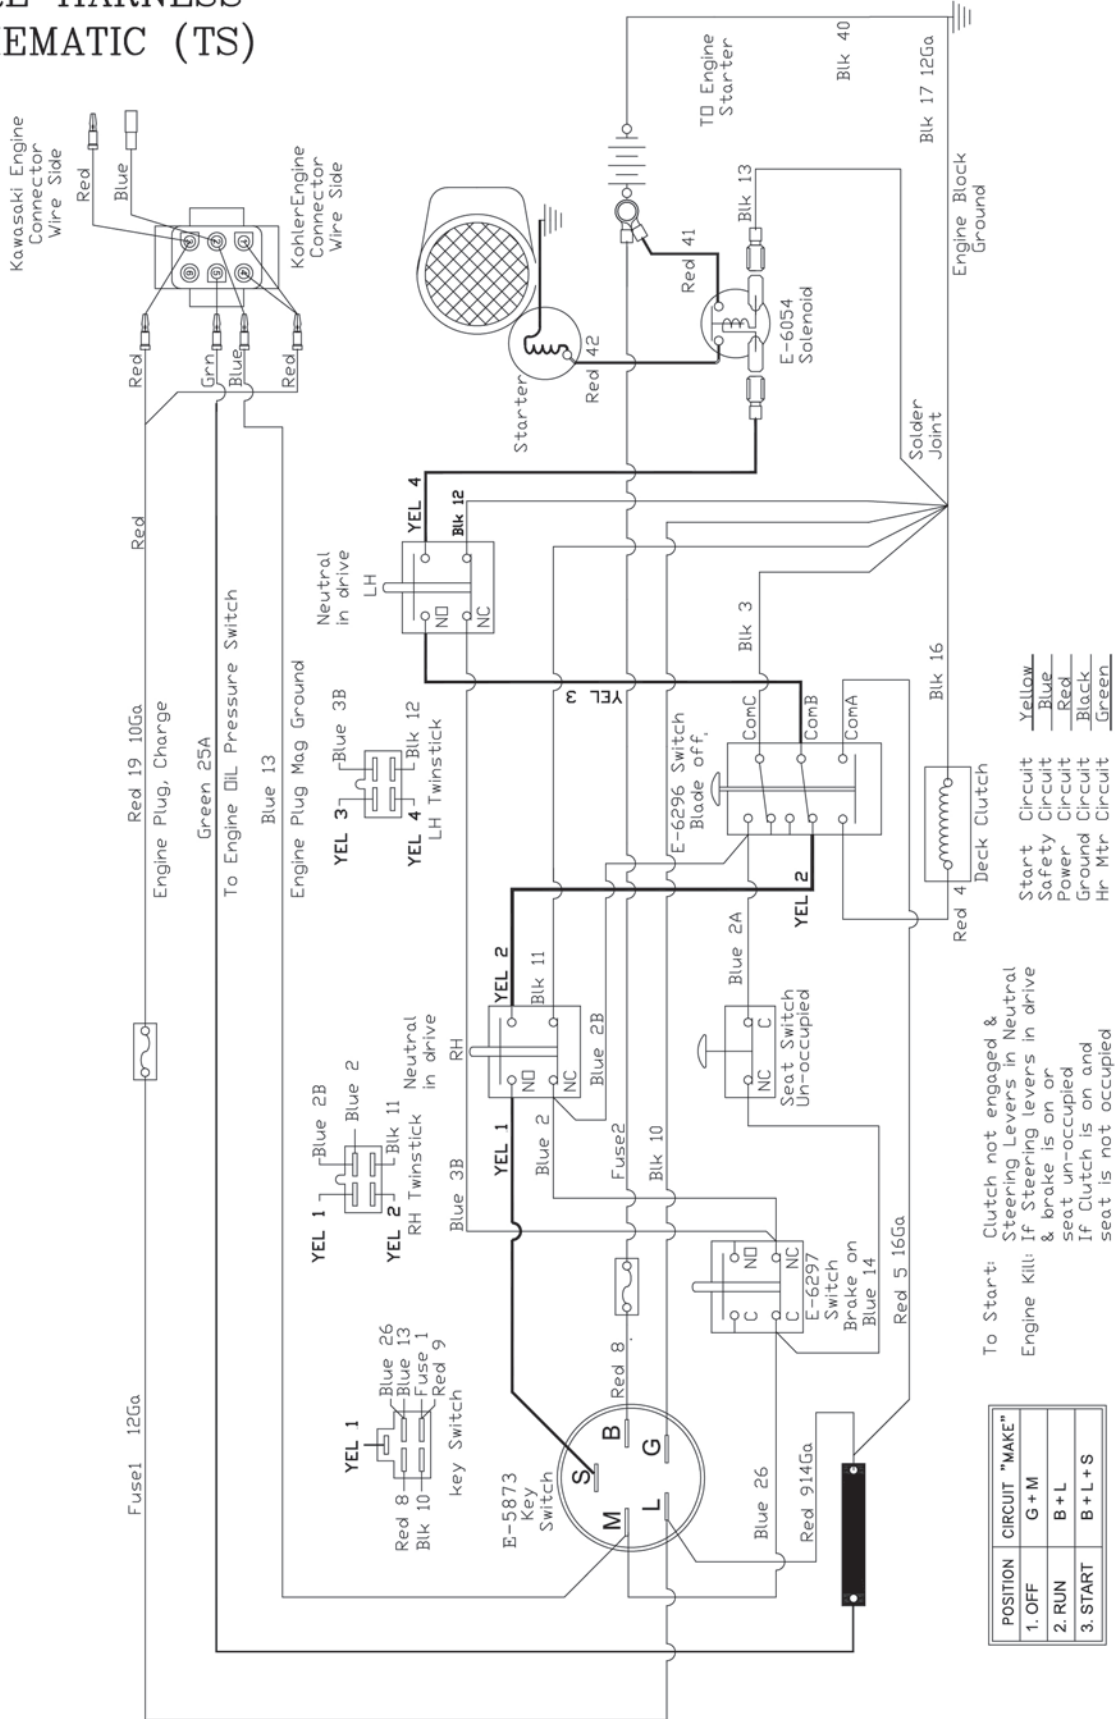 HARNESS
EMATIC (TS)
Kawasaki Engine
Connector
Wire Side
Red
Blue
KohlerEngine
Connector
Wire Side
3
2
1
6
5
4
Red
Grn
Blue
Red
Fuse1 12Ga
Red 19 10Ga
Red
Engine Plug, Charge
Green 25A
To Engine OiL Pressure Switch
Blue 13
Engine Plug Mag Ground
YEL 1
Blue 26
Blue 13
Fuse 1
Red 9
Red 8
Blk 10
key Switch
YEL 1
Blue 2B
Blue 2
YEL 2
Blk 11
RH Twinstick
YEL 3
Blue 3B
YEL 4
Blk 12
LH Twinstick
Neutral
in drive
RH
Neutral
in drive
LH
NO
NC
YEL 4
Blk 12
YEL 3
Starter
Red 42
Red 41
TO Engine
Starter
Blk 40
Blk 17 12Ga
Engine Block
Ground
Blk 13
E-6054
Solenoid
Solder
Joint
E-5873
Key
Switch
S
M
B
L
G
YEL 1
Blue 3B
Blue 2
NO
NC
YEL 2
Blk 11
Blue 2B
Red 8
Fuse2
Blk 10
Blue 26
Red 914Ga
C
C
NO
NC
E-6297
Switch
Brake on
Blue 14
Red 5 16Ga
NC
C
Seat Switch
Un-occupied
Blue 2A
YEL 2
E-6296 Switch
Blade off,
ComC
ComB
ComA
Blk 3
Blk 16
Red 4
Deck Clutch
POSITION CIRCUIT "MAKE"
1. OFF G + M
2. RUN B + L
3. START B + L + S
To Start: Clutch not engaged &
Steering Levers in Neutral
Engine Kill: If Steering levers in drive
& brake is on or
seat un-occupied
If Clutch is on and
seat is not occupied
Start Circuit Yellow
Safety Circuit Blue
Power Circuit Red
Ground Circuit Black
Hr Mtr Circuit Green